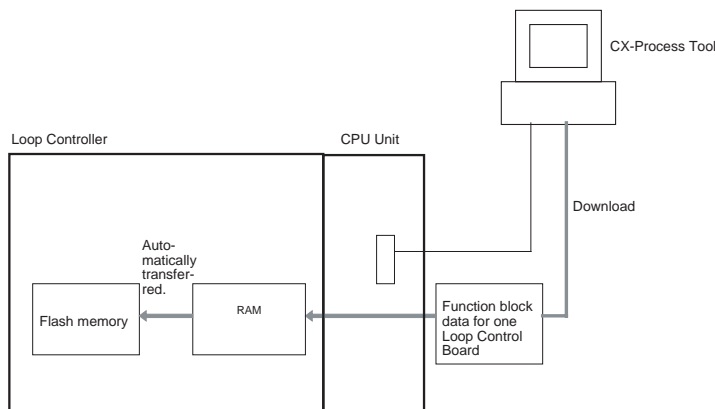 CX-Process Tool
Loop Controller
CPU Unit
Download
Auto-
matically
transfer-
red.
Flash memory
RAM
Function block
data for one
Loop Control
Board